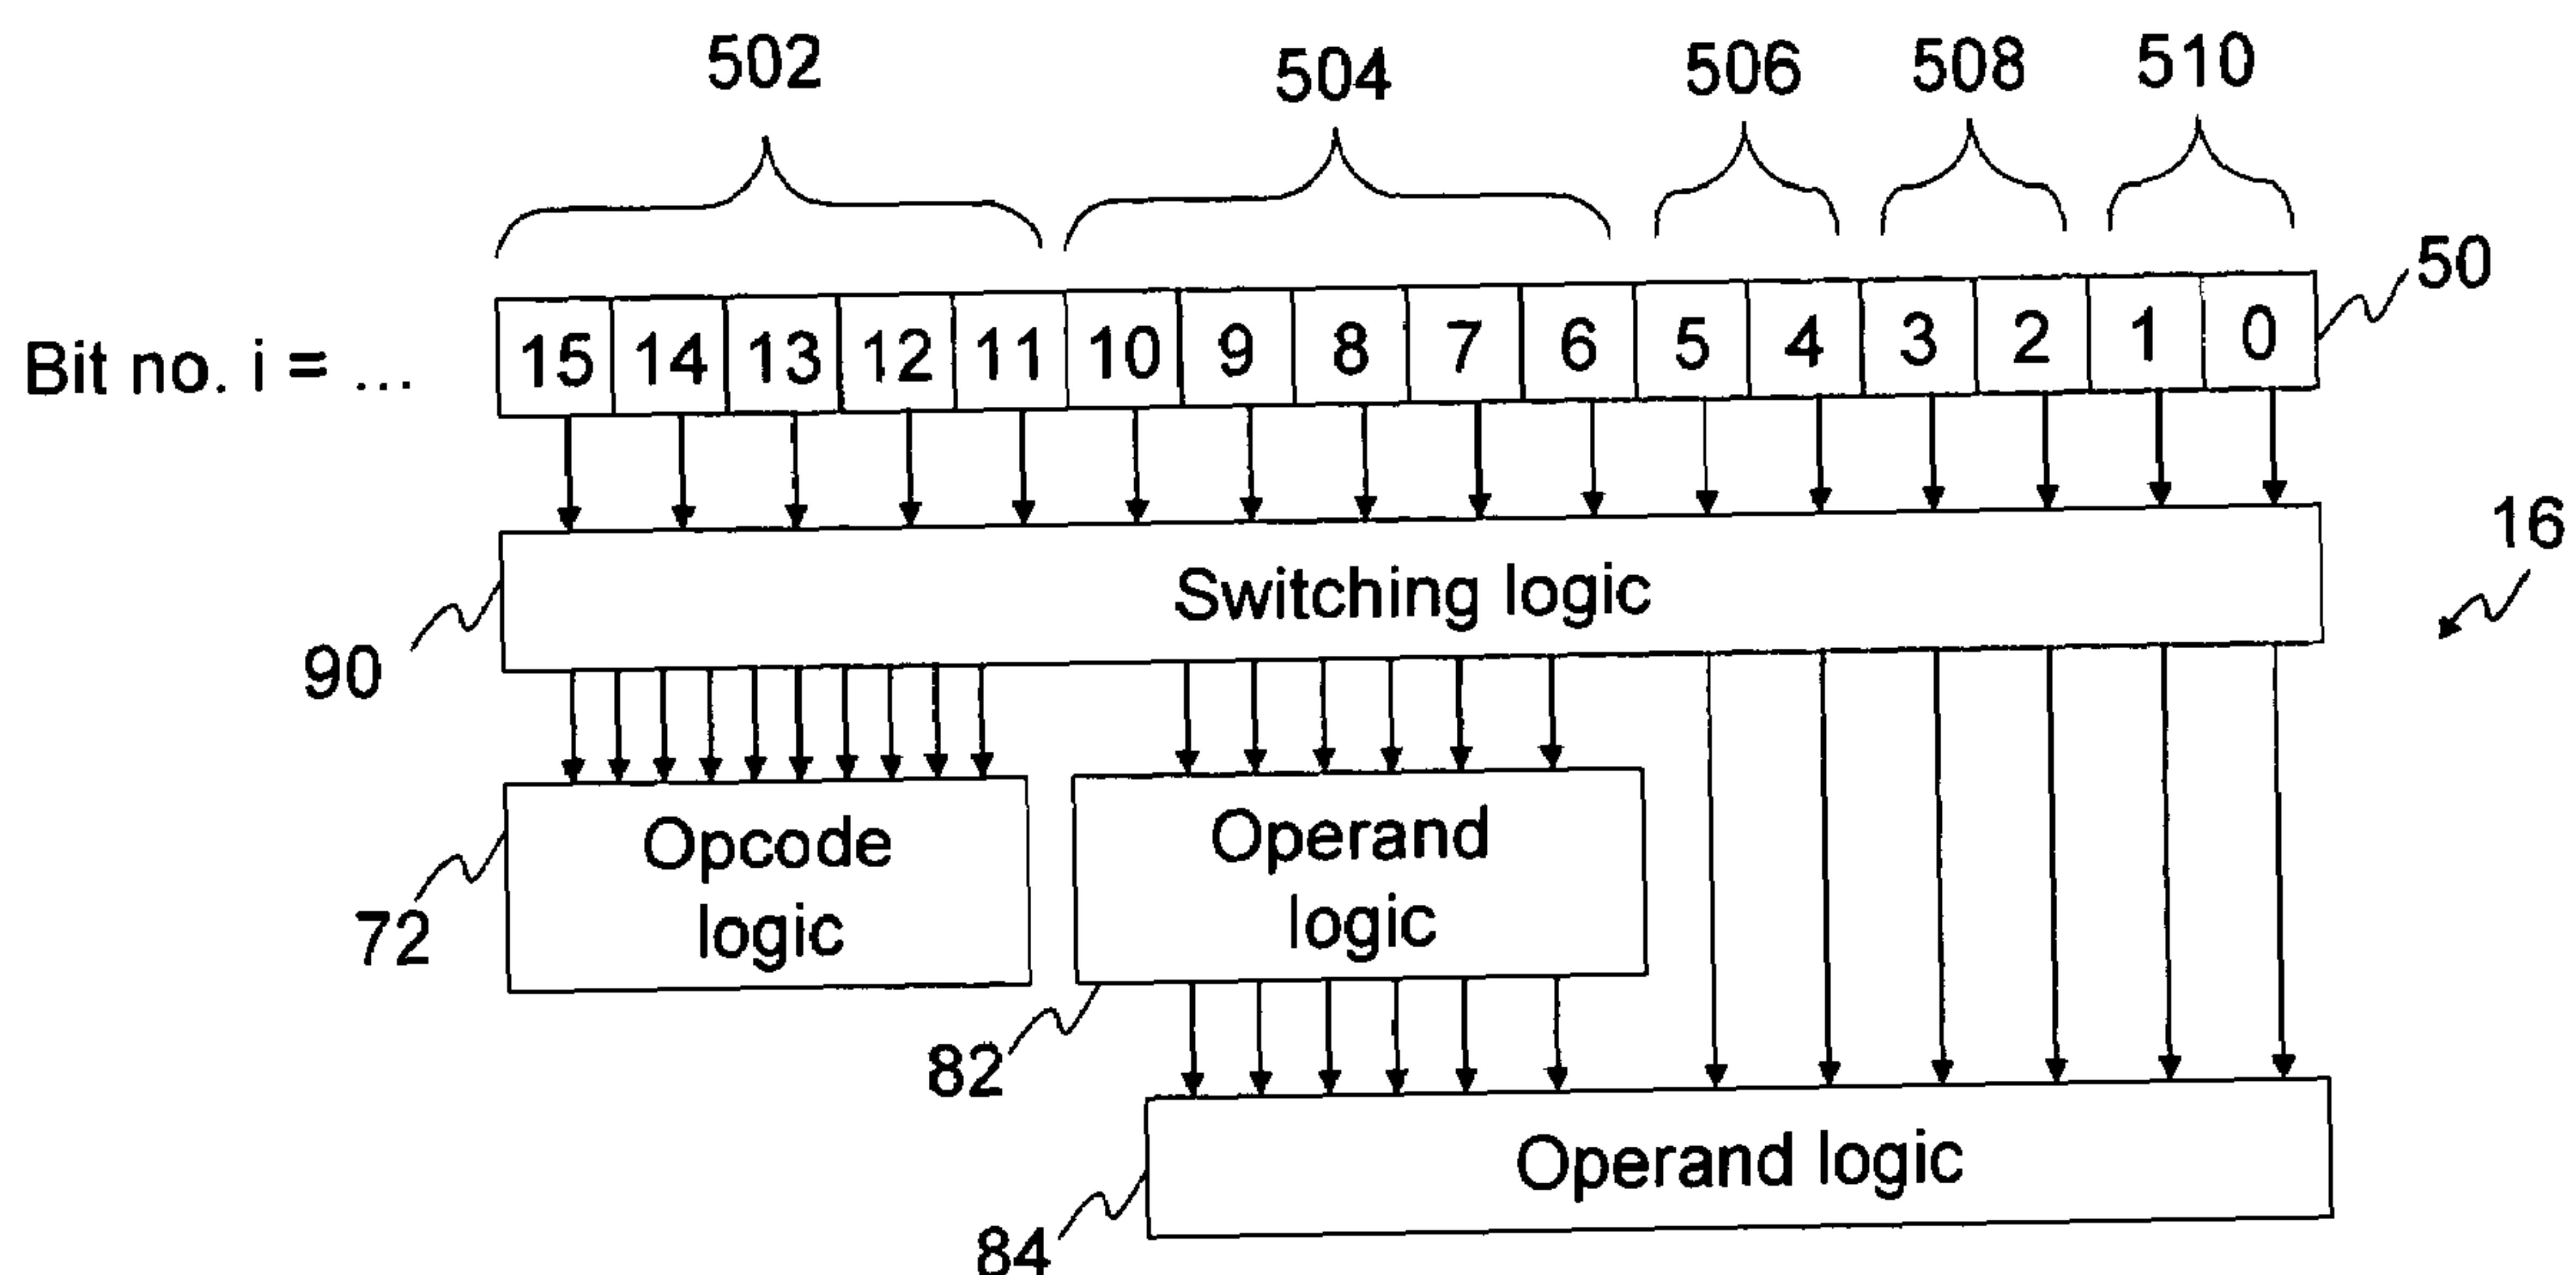 502 504 506 508 510
50
Bit no. i = ... 15 14 13 12 11 10 9 8 7 6 5 4 3 2 1 0
16
Switching logic
90
Opcode
logic
Operand
logic
72
82
Operand logic
84